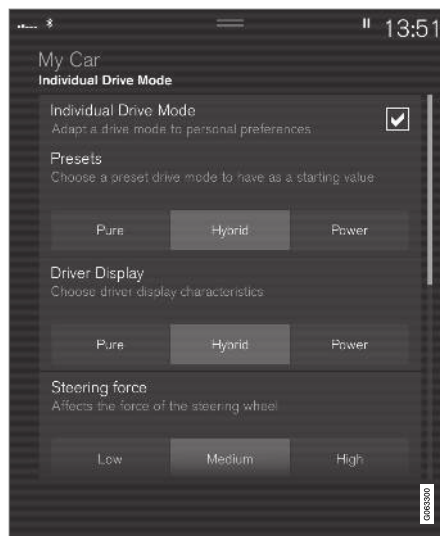 13:51
My Car
Individual Drive Mode
Individual Drive Mode
Adapt a drive mode to personal preferences
Presets
Choose a preset drive mode to have as a starting value
Pure Hybrid Power
Driver Display
Choose driver display characteristics
Pure Hybrid Power
Steering force
Affects the force of the steering wheel
Low Medium High
G063300